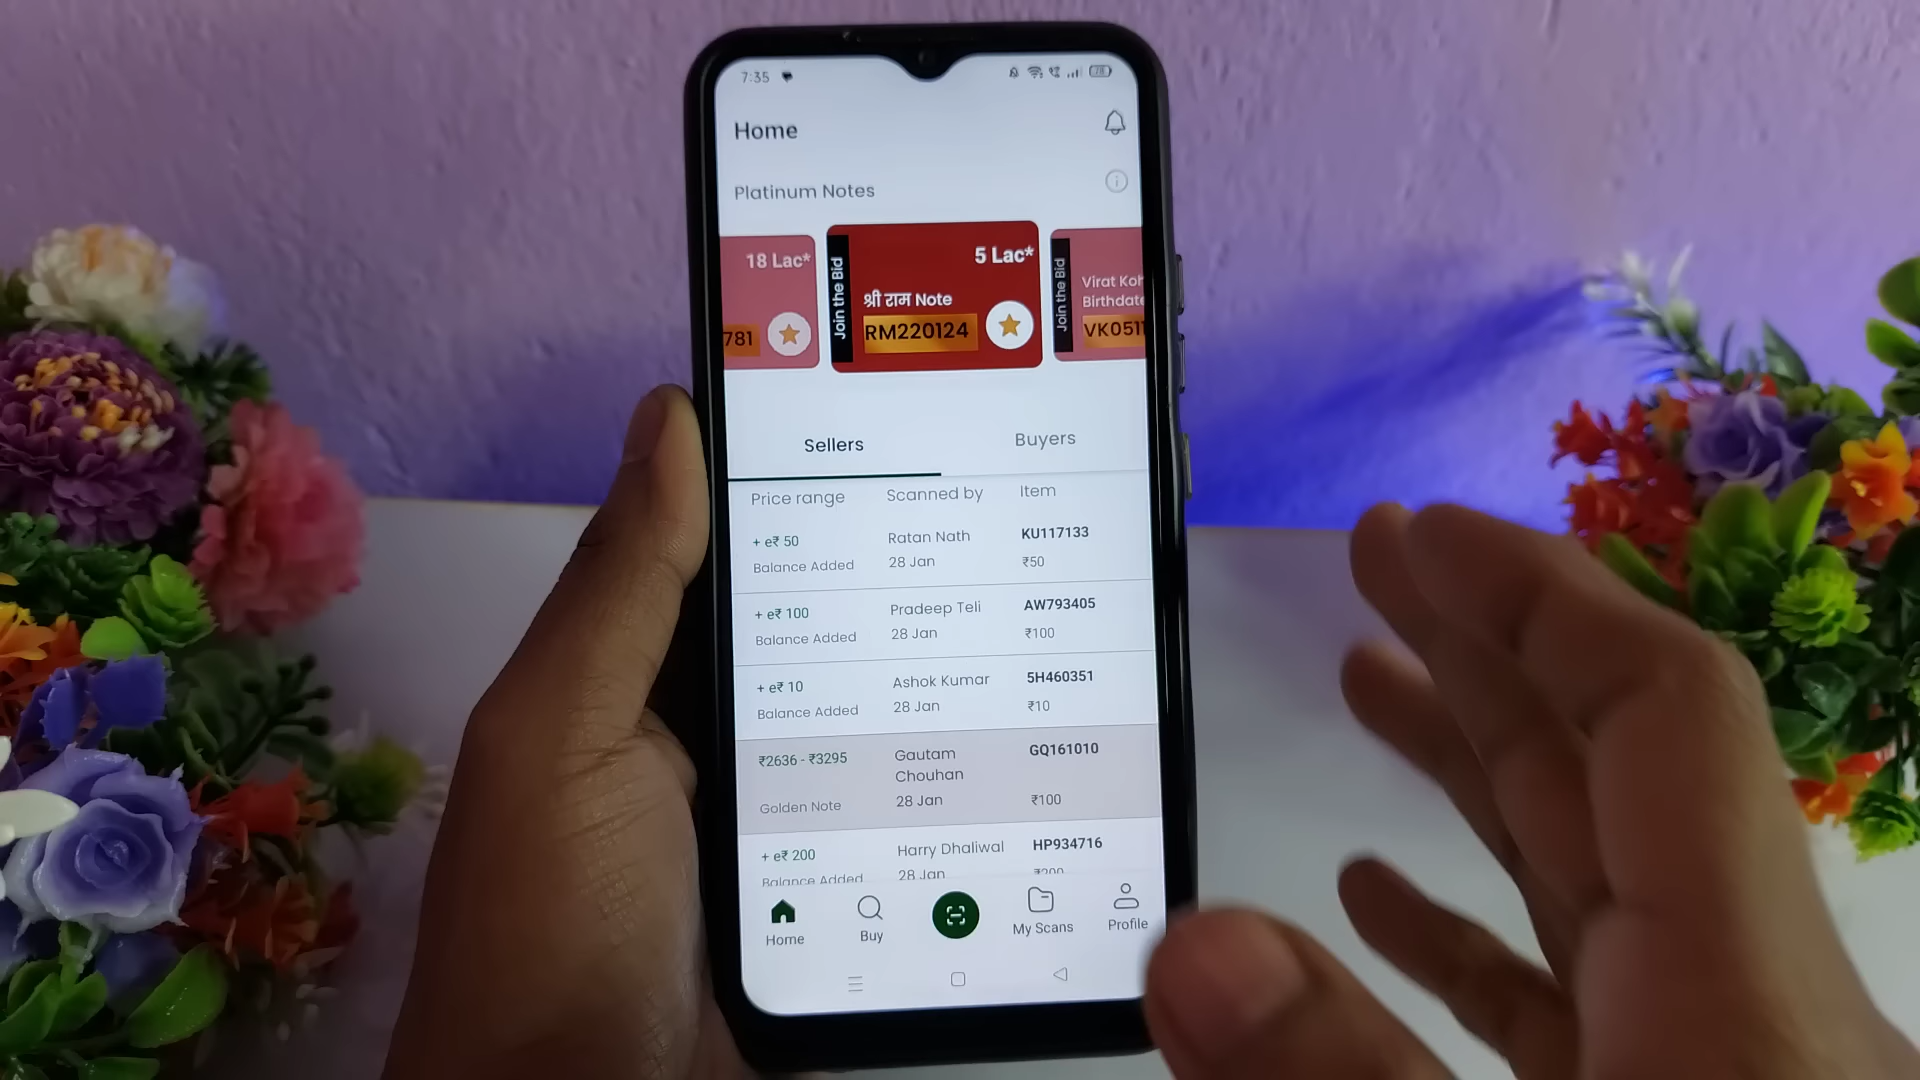 7:35
78
Home
Platinum Notes
18 Lac*
781
Join the Bid
5 Lac*
श्री राम Note
RM220124
Join the Bid
Virat Koh
Birthdate
VK0511
Sellers
Buyers
Price range
Scanned by
Item
+ e₹ 50
Ratan Nath
KU117133
Balance Added
28 Jan
₹50
+ e₹ 100
Pradeep Teli
AW793405
Balance Added
28 Jan
₹100
+ e₹ 10
Ashok Kumar
5H460351
Balance Added
28 Jan
₹10
₹2636 - ₹3295
Gautam
Chouhan
GQ161010
Golden Note
28 Jan
₹100
+ e₹ 200
Harry Dhaliwal
HP934716
Balance Added
28 Jan
₹200
Home
Buy
My Scans
Profile